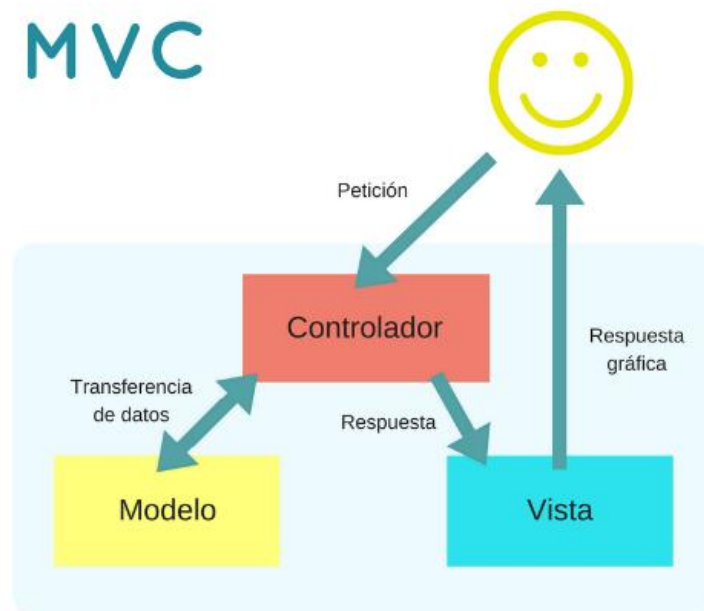 MVC
Petición
Controlador
Respuesta
gráfica
Transferencia
de datos
Respuesta
Modelo
Vista